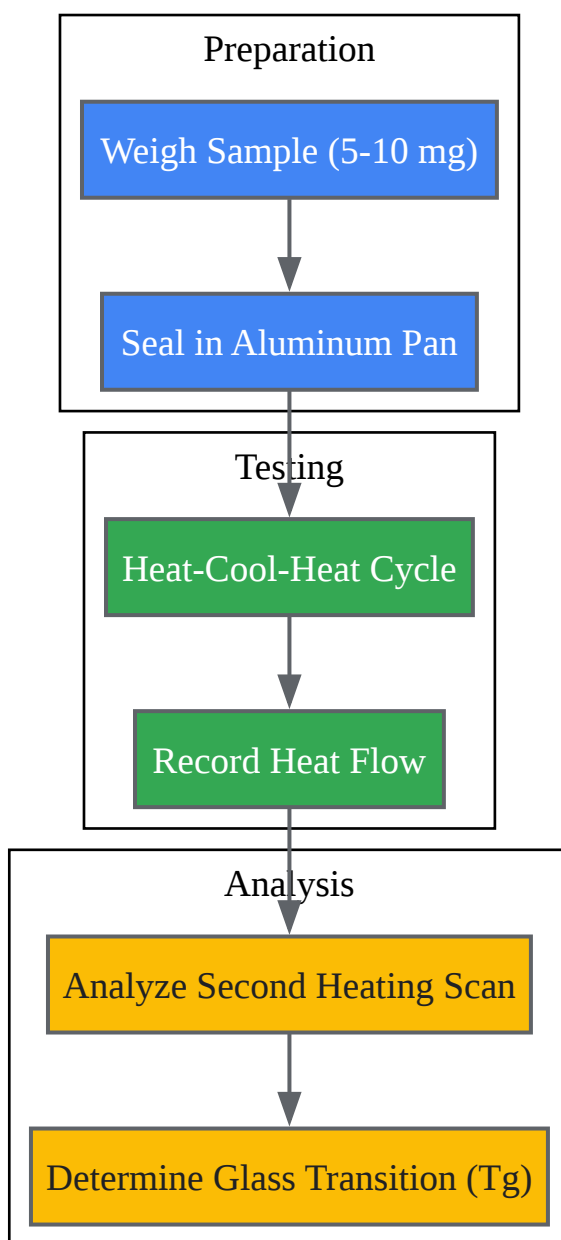 Preparation
Weigh Sample (5-10 mg)
Seal in Aluminum Pan
Testing
Heat-Cool-Heat Cycle
Record Heat Flow
Analysis
Analyze Second Heating Scan
Determine Glass Transition (Tg)